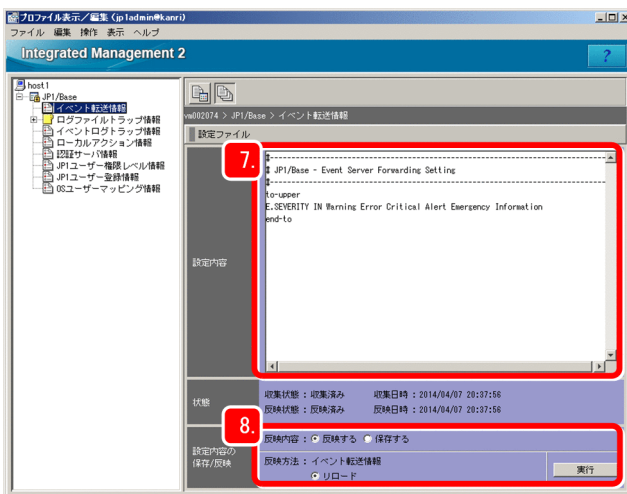 プロファイル表示／編集 (jp1admin@kanri)
ファイル 編集 操作 表示 ヘルプ
Integrated Management 2
?
host1
JP1/Base
イベント転送情報
ログファイルトラップ情報
イベントログトラップ情報
ローカルアクション情報
認証サーバ情報
JP1ユーザー権限レベル情報
JP1ユーザー登録情報
OSユーザーマッピング情報
vm002074 > JP1/Base > イベント転送情報
設定ファイル
7.
設定内容
#---------------------------------------------------------------
# JP1/Base - Event Server Forwarding Setting
#---------------------------------------------------------------
to-upper
E.SEVERITY IN Warning Error Critical Alert Emergency Information
end-to
状態
収集状態 : 収集済み 収集日時 : 2014/04/07 20:37:56
反映状態 : 反映済み 反映日時 : 2014/04/07 20:37:56
8.
設定内容の
保存/反映
反映内容 : 反映する 保存する
反映方法 : イベント転送情報
リロード
実行